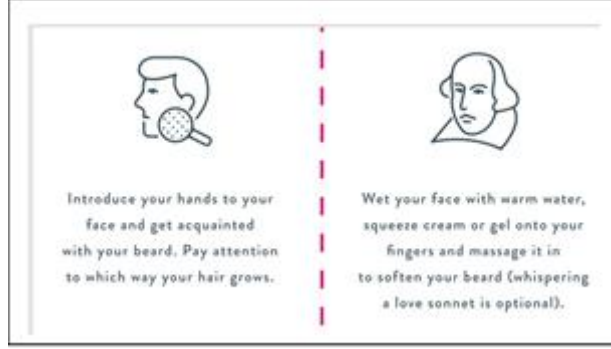 Introduce your hands to your
face and get acquainted
with your beard. Pay attention
to which way your hair grows.
Wet your face with warm water,
squeeze cream or gel onto your
fingers and massage it in
to soften your beard (whispering
a love sonnet is optional).